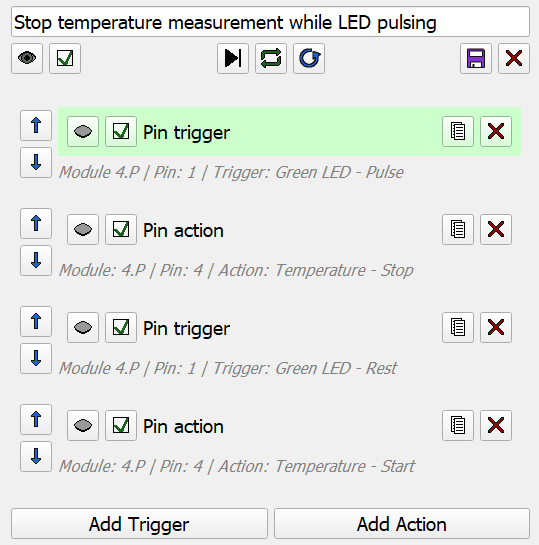 Stop temperature measurement while LED pulsing
Pin trigger
Module 4.P | Pin: 1 | Trigger: Green LED - Pulse
Pin action
Module: 4.P | Pin: 4 | Action: Temperature - Stop
Pin trigger
Module: 4.P | Pin: 1 | Trigger: Green LED - Rest
Pin action
Module: 4.P | Pin: 4 | Action: Temperature - Start
Add Trigger Add Action